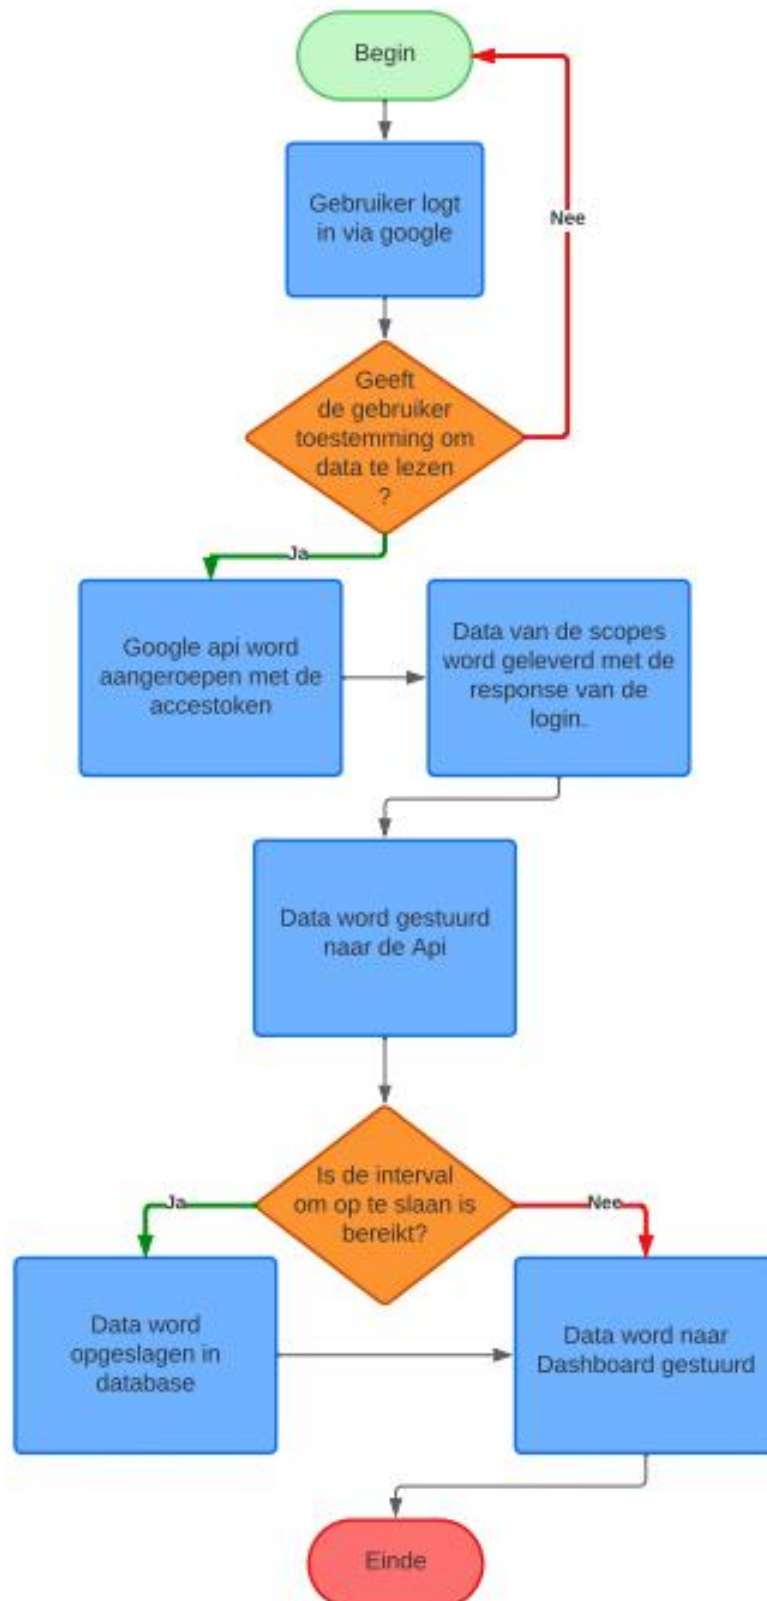 Begin
Nee
Gebruiker logt
in via google
Geeft
de gebruiker
toestemming om
data te lezen
?
Ja
Google api word
aangeroepen met de
accestoken
Data van de scopes
word geleverd met de
response van de
login.
Data word gestuurd
naar de Api
Is de interval
om op te slaan is
bereikt?
Ja
Nee
Data word
opgeslagen in
database
Data word naar
Dashboard gestuurd
Einde